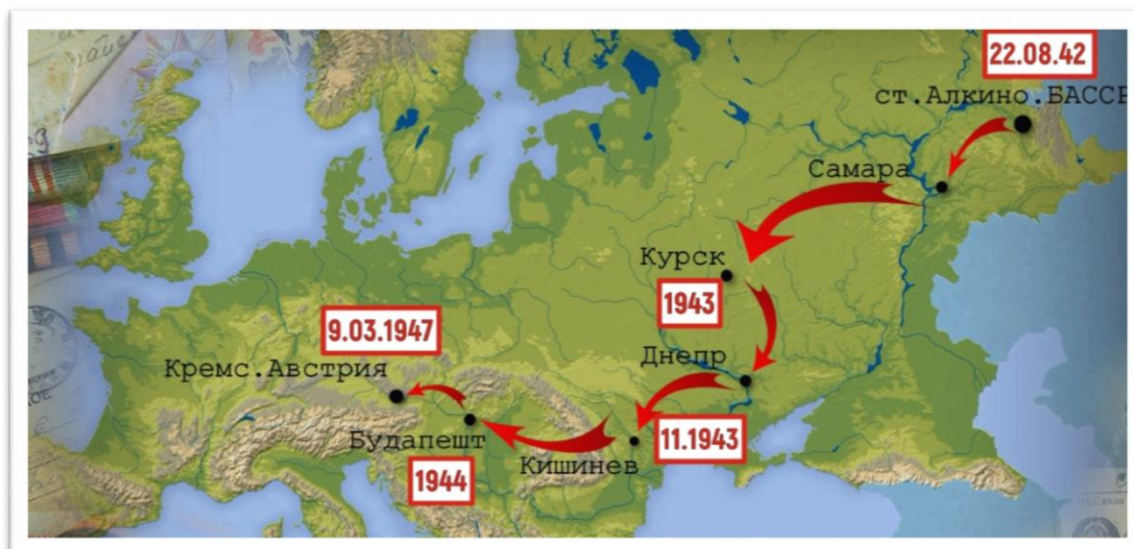 22.08.42
ст.Алкино.БАССР
Самара
Курск
1943
Днепр
9.03.1947
Кремс.Австрия
11.1943
Будапешт
Кишинев
1944